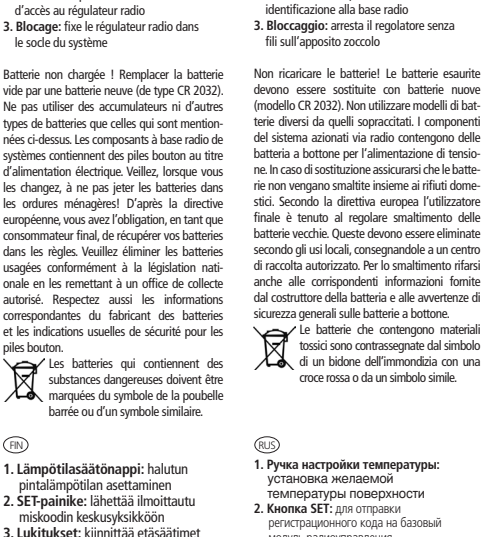 d'accès au régulateur radio
3. Blocage: fixe le régulateur radio dans
le socle du système
Batterie non chargée ! Remplacer la batterie
vide par une batterie neuve (de type CR 2032).
Ne pas utiliser des accumulateurs ni d'autres
types de batteries que celles qui sont mention-
nées ci-dessus. Les composants à base radio de
systèmes contiennent des piles bouton au titre
d'alimentation électrique. Veillez, lorsque vous
les changez, à ne pas jeter les batteries dans
les ordures ménagères! D'après la directive
européenne, vous avez l'obligation, en tant que
consommateur final, de récupérer vos batteries
dans les règles. Veuillez éliminer les batteries
usagées conformément à la législation nati-
onale en les remettant à un office de collecte
autorisé. Respectez aussi les informations
correspondantes du fabricant des batteries
et les indications usuelles de sécurité pour les
piles bouton.
Les batteries qui contiennent des
substances dangereuses doivent être
marquées du symbole de la poubelle
barrée ou d'un symbole similaire.
FIN
1. Lämpötilasäätönappi: halutun
pintalämpötilan asettaminen
2. SET-painike: lähettää ilmoittautu
miskoodin keskusyksikköön
3. Lukitukset: kiinnittää etäsäätimet
identificazione alla base radio
3. Bloccaggio: arresta il regolatore senza
fili sull'apposito zoccolo
Non ricaricare le batterie! Le batterie esaurite
devono essere sostituite con batterie nuove
(modello CR 2032). Non utilizzare modelli di bat-
terie diversi da quelli sopraccitati. I componenti
del sistema azionati via radio contengono delle
batteria a bottone per l'alimentazione di tensio-
ne. In caso di sostituzione assicurarsi che le batte-
rie non vengano smaltite insieme ai rifiuti dome-
stici. Secondo la direttiva europea l'utilizzatore
finale è tenuto al regolare smaltimento delle
batterie vecchie. Queste devono essere eliminate
secondo gli usi locali, consegnandole a un centro
di raccolta autorizzato. Per lo smaltimento rifarsi
anche alle corrispondenti informazioni fornite
dal costruttore della batteria e alle avvertenze di
sicurezza generali sulle batterie a bottone.
Le batterie che contengono materiali
tossici sono contrassegnate dal simbolo
di un bidone dell'immondizia con una
croce rossa o da un simbolo simile.
RUS
1. Ручка настройки температуры:
установка желаемой
температуры поверхности
2. Кнопка SET: для отправки
регистрационного кода на базовый
модуль радиоуправления